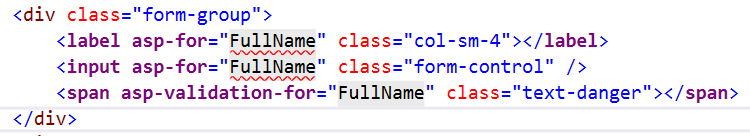 <div class="form-group">
<label asp-for="FullName" class="col-sm-4"></label>
<input asp-for="FullName" class="form-control" />
<span asp-validation-for="FullName" class="text-danger"></span>
</div>